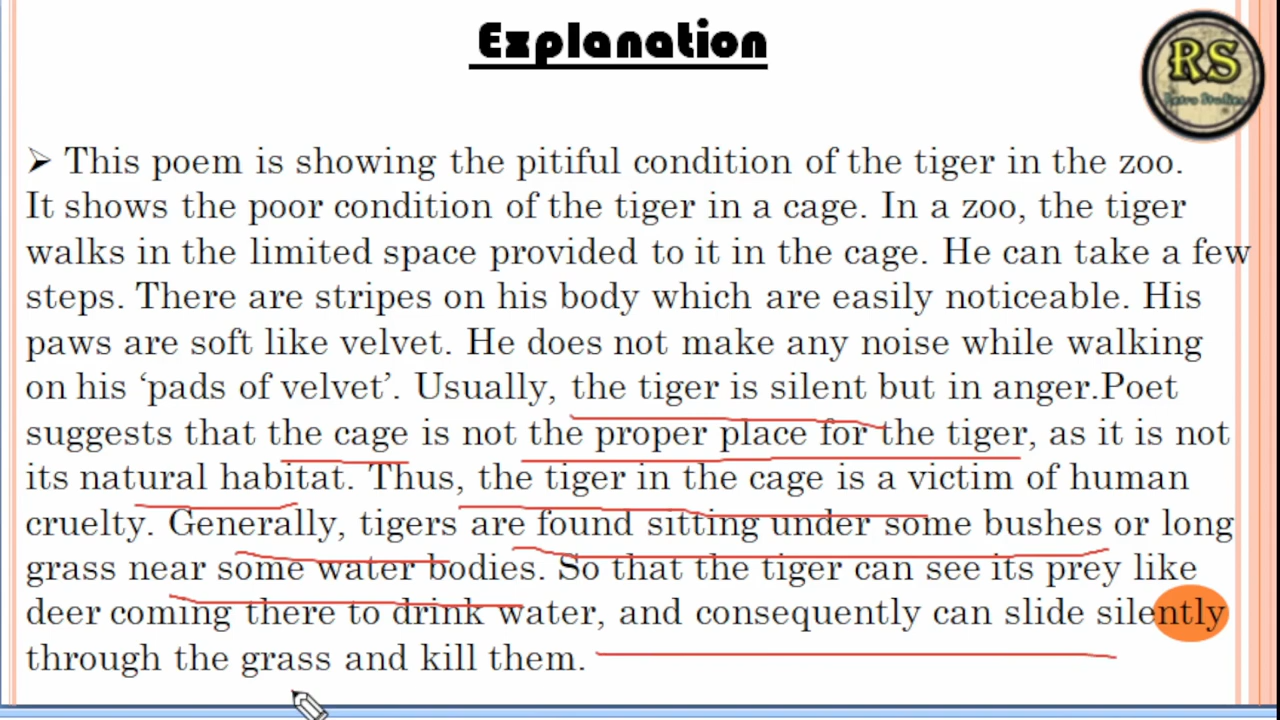 Explanation
RS
Retro Studies
➤ This poem is showing the pitiful condition of the tiger in the zoo.
It shows the poor condition of the tiger in a cage. In a zoo, the tiger
walks in the limited space provided to it in the cage. He can take a few
steps. There are stripes on his body which are easily noticeable. His
paws are soft like velvet. He does not make any noise while walking
on his ‘pads of velvet’. Usually, the tiger is silent but in anger.Poet
suggests that the cage is not the proper place for the tiger, as it is not
its natural habitat. Thus, the tiger in the cage is a victim of human
cruelty. Generally, tigers are found sitting under some bushes or long
grass near some water bodies. So that the tiger can see its prey like
deer coming there to drink water, and consequently can slide silently
through the grass and kill them.